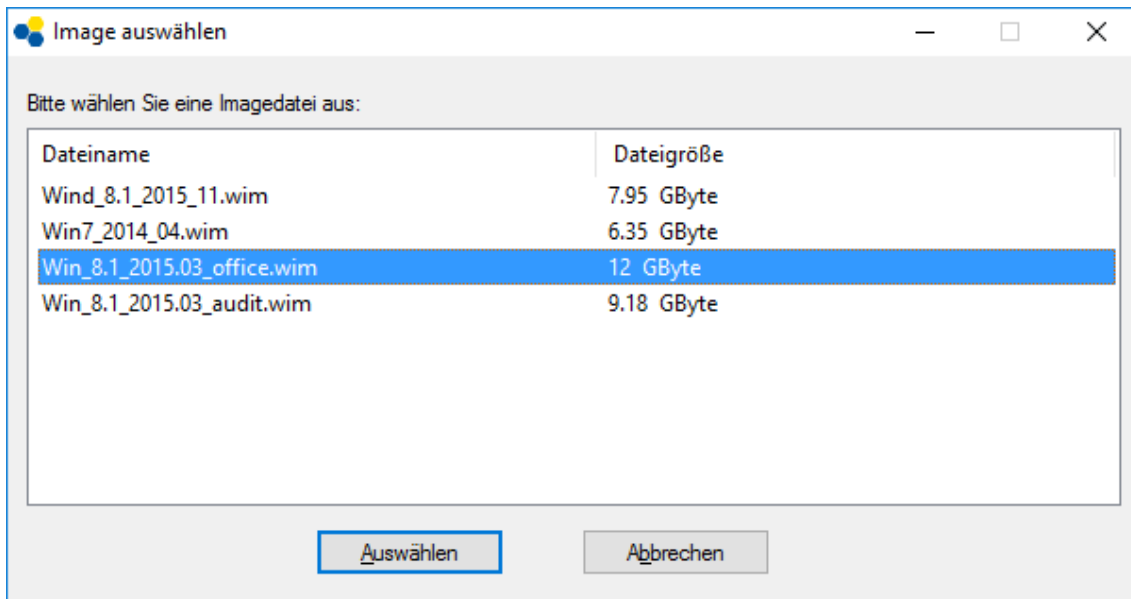 Image auswählen
Bitte wählen Sie eine Imagedatei aus:
Dateiname Dateigröße
Wind_8.1_2015_11.wim 7.95 GByte
Win7_2014_04.wim 6.35 GByte
Win_8.1_2015.03_office.wim 12 GByte
Win_8.1_2015.03_audit.wim 9.18 GByte
Auswählen Abbrechen